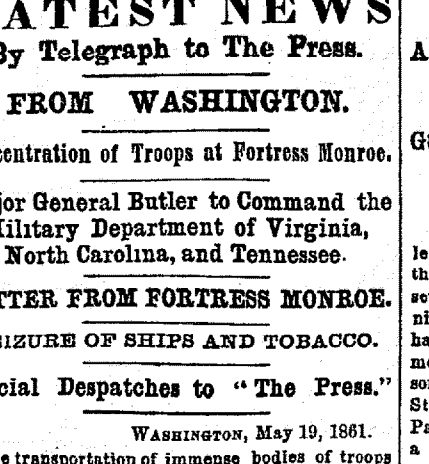 ATEST NEWS
By Telegraph to The Press.
FROM WASHINGTON.
centration of Troops at Fortress Monroe.
jor General Butler to Command the
Military Department of Virginia,
North Carolina, and Tennessee.
TTER FROM FORTRESS MONROE.
SEIZURE OF SHIPS AND TOBACCO.
cial Despatches to "The Press."
WASHINGTON, May 19, 1861.
e transportation of immense bodies of troops
A
G
le
th
se
ni
ha
me
so
St
Pa
a